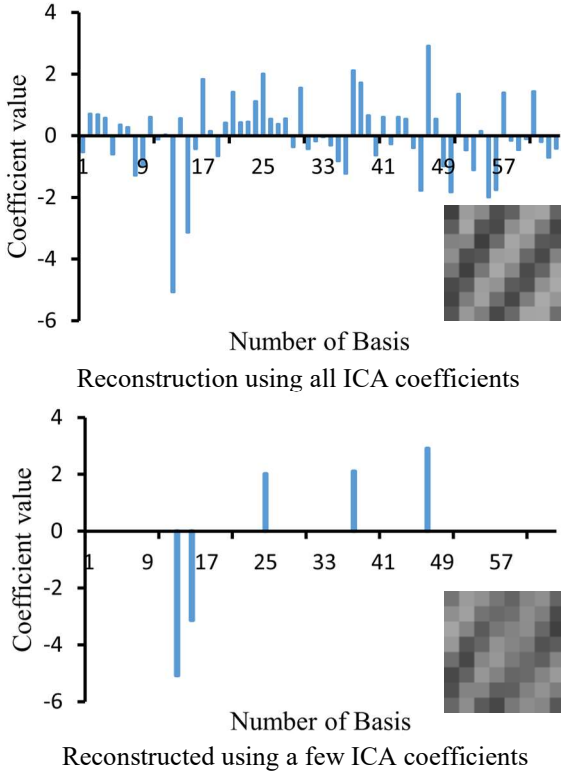 4
2
0
-2
-4
-6
Coefficient value
1 9 17 25 33 41 49 57
Number of Basis
Reconstruction using all ICA coefficients
4
2
0
-2
-4
-6
Coefficient value
1 9 17 25 33 41 49 57
Number of Basis
Reconstructed using a few ICA coefficients